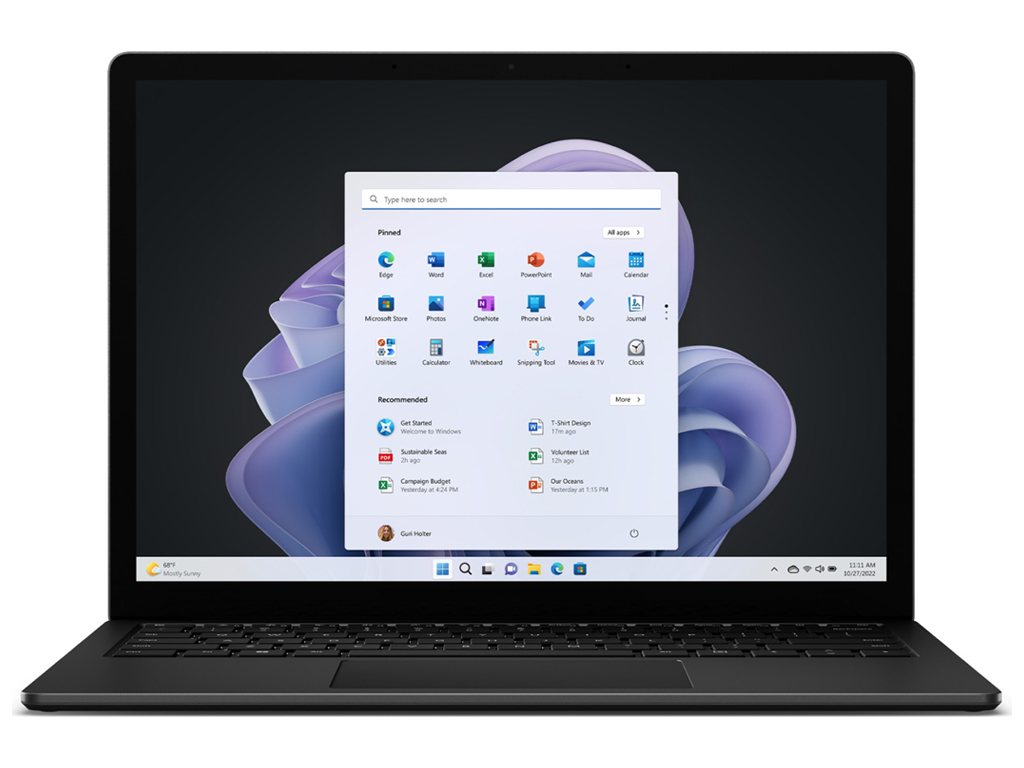 Type here to search
Pinned
All apps >
Edge
Word
Excel
PowerPoint
Mail
Calendar
Microsoft Store
Photos
OneNote
Phone Link
To Do
Journal
Utilities
Calculator
Whiteboard
Snipping Tool
Movies & TV
Clock
Recommended
More >
Get Started
Welcome to Windows
T-Shirt Design
17m ago
Sustainable Seas
2h ago
Volunteer List
12h ago
Campaign Budget
Yesterday at 4:24 PM
Our Oceans
Yesterday at 1:15 PM
Guri Holter
68°F
Mostly Sunny
11:11 AM
10/27/2022